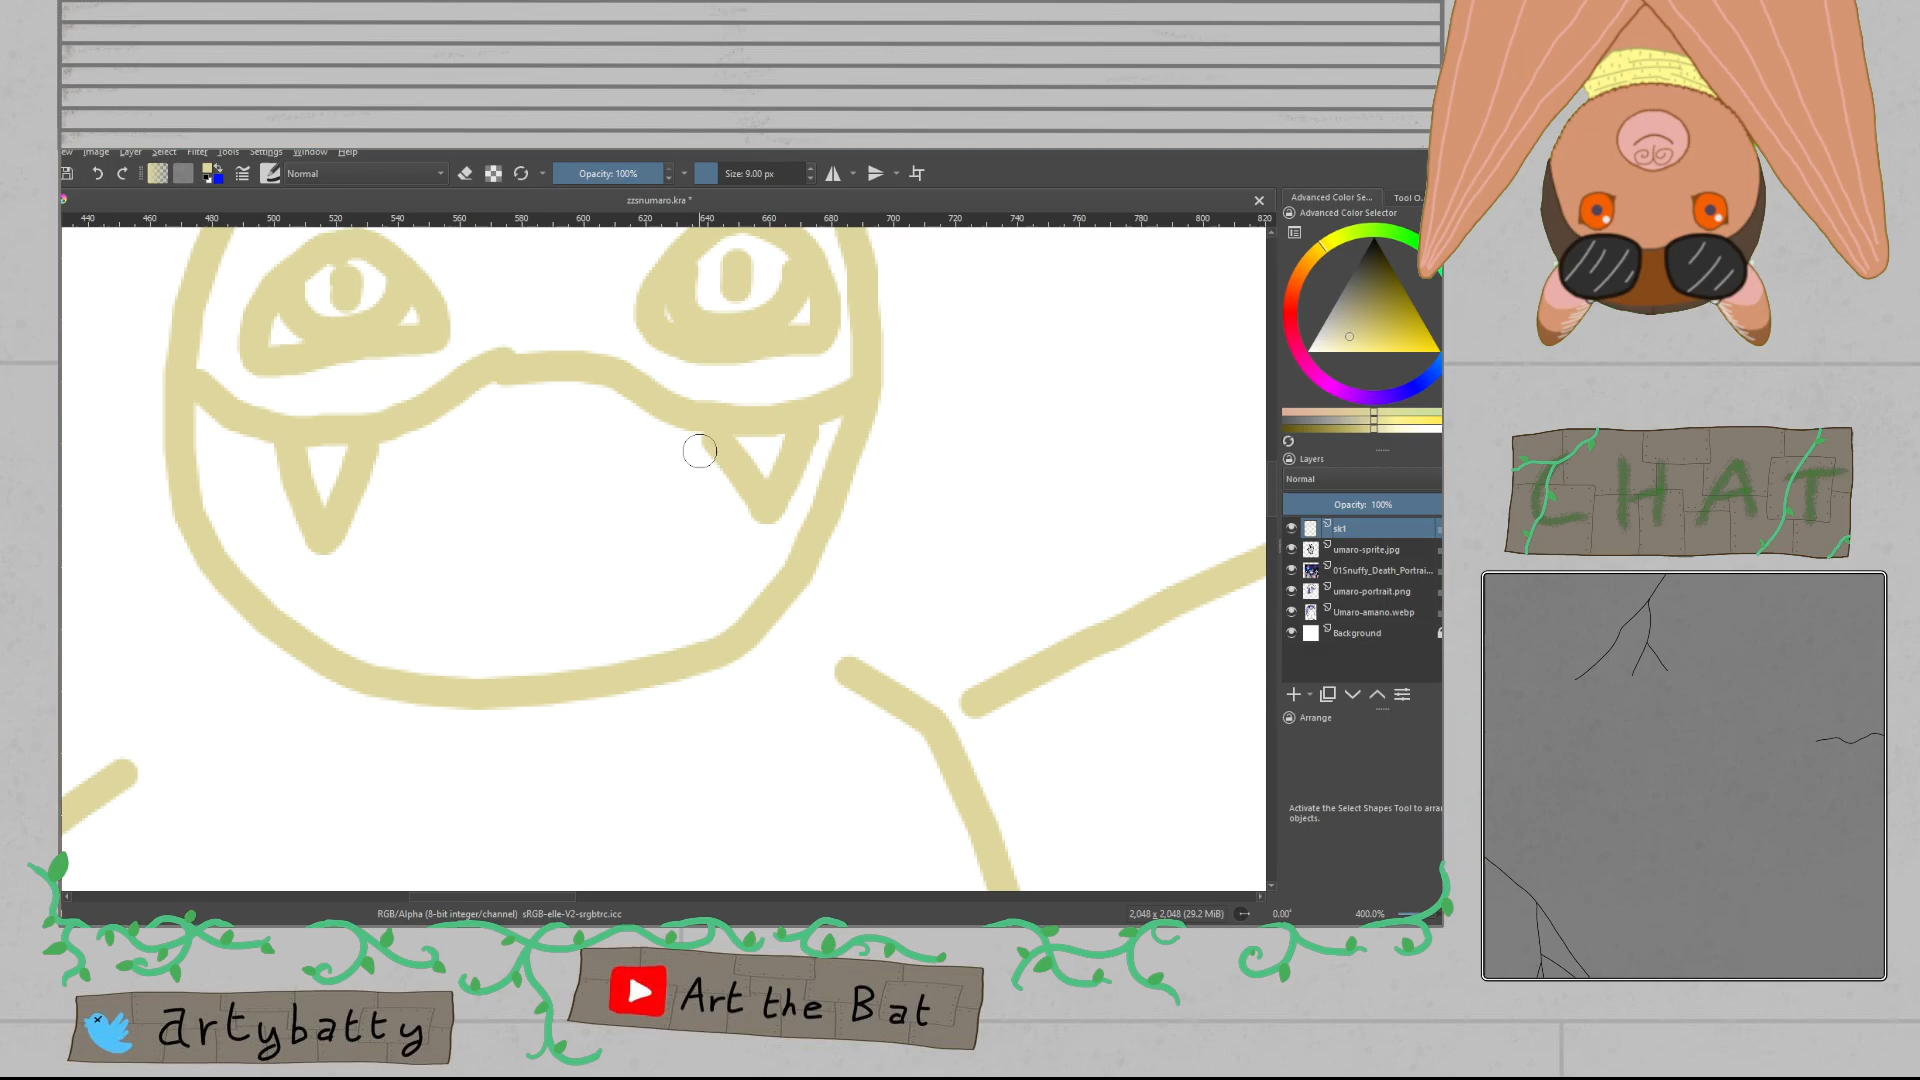 Image Layer Select Filter Tools Settings Window Help
Normal
Opacity: 100%
Size: 9.00 px
zzsnumaro.kra *
440 460 480 500 520 540 560 580 600 620 640 660 680 700 720 740 760 780 800 820
Advanced Color Se...
Tool O
Advanced Color Selector
Layers
Normal
Opacity: 100%
sk1
umaro-sprite.jpg
01Snuffy_Death_Portrai...
umaro-portrait.png
Umaro-amano.webp
Background
Arrange
Activate the Select Shapes Tool to arra
objects.
RGB/Alpha (8-bit integer/channel) sRGB-elle-V2-srgbtrc.icc
2,048 x 2,048 (29.2 MiB)
0.00°
400.0%
CHAT
artybatty
Art the Bat